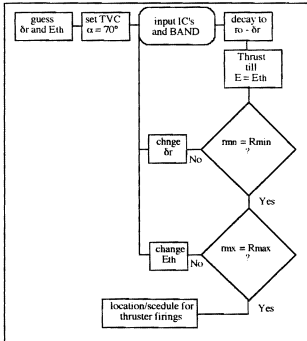 guess
δr and Eth
set TVC
α = 70°
input IC's
and BAND
decay to
ro - δr
Thrust
till
E = Eth
chnge
δr
No
rmn = Rmin
?
Yes
change
Eth
No
rmx = Rmax
?
Yes
location/scedule for
thruster firings